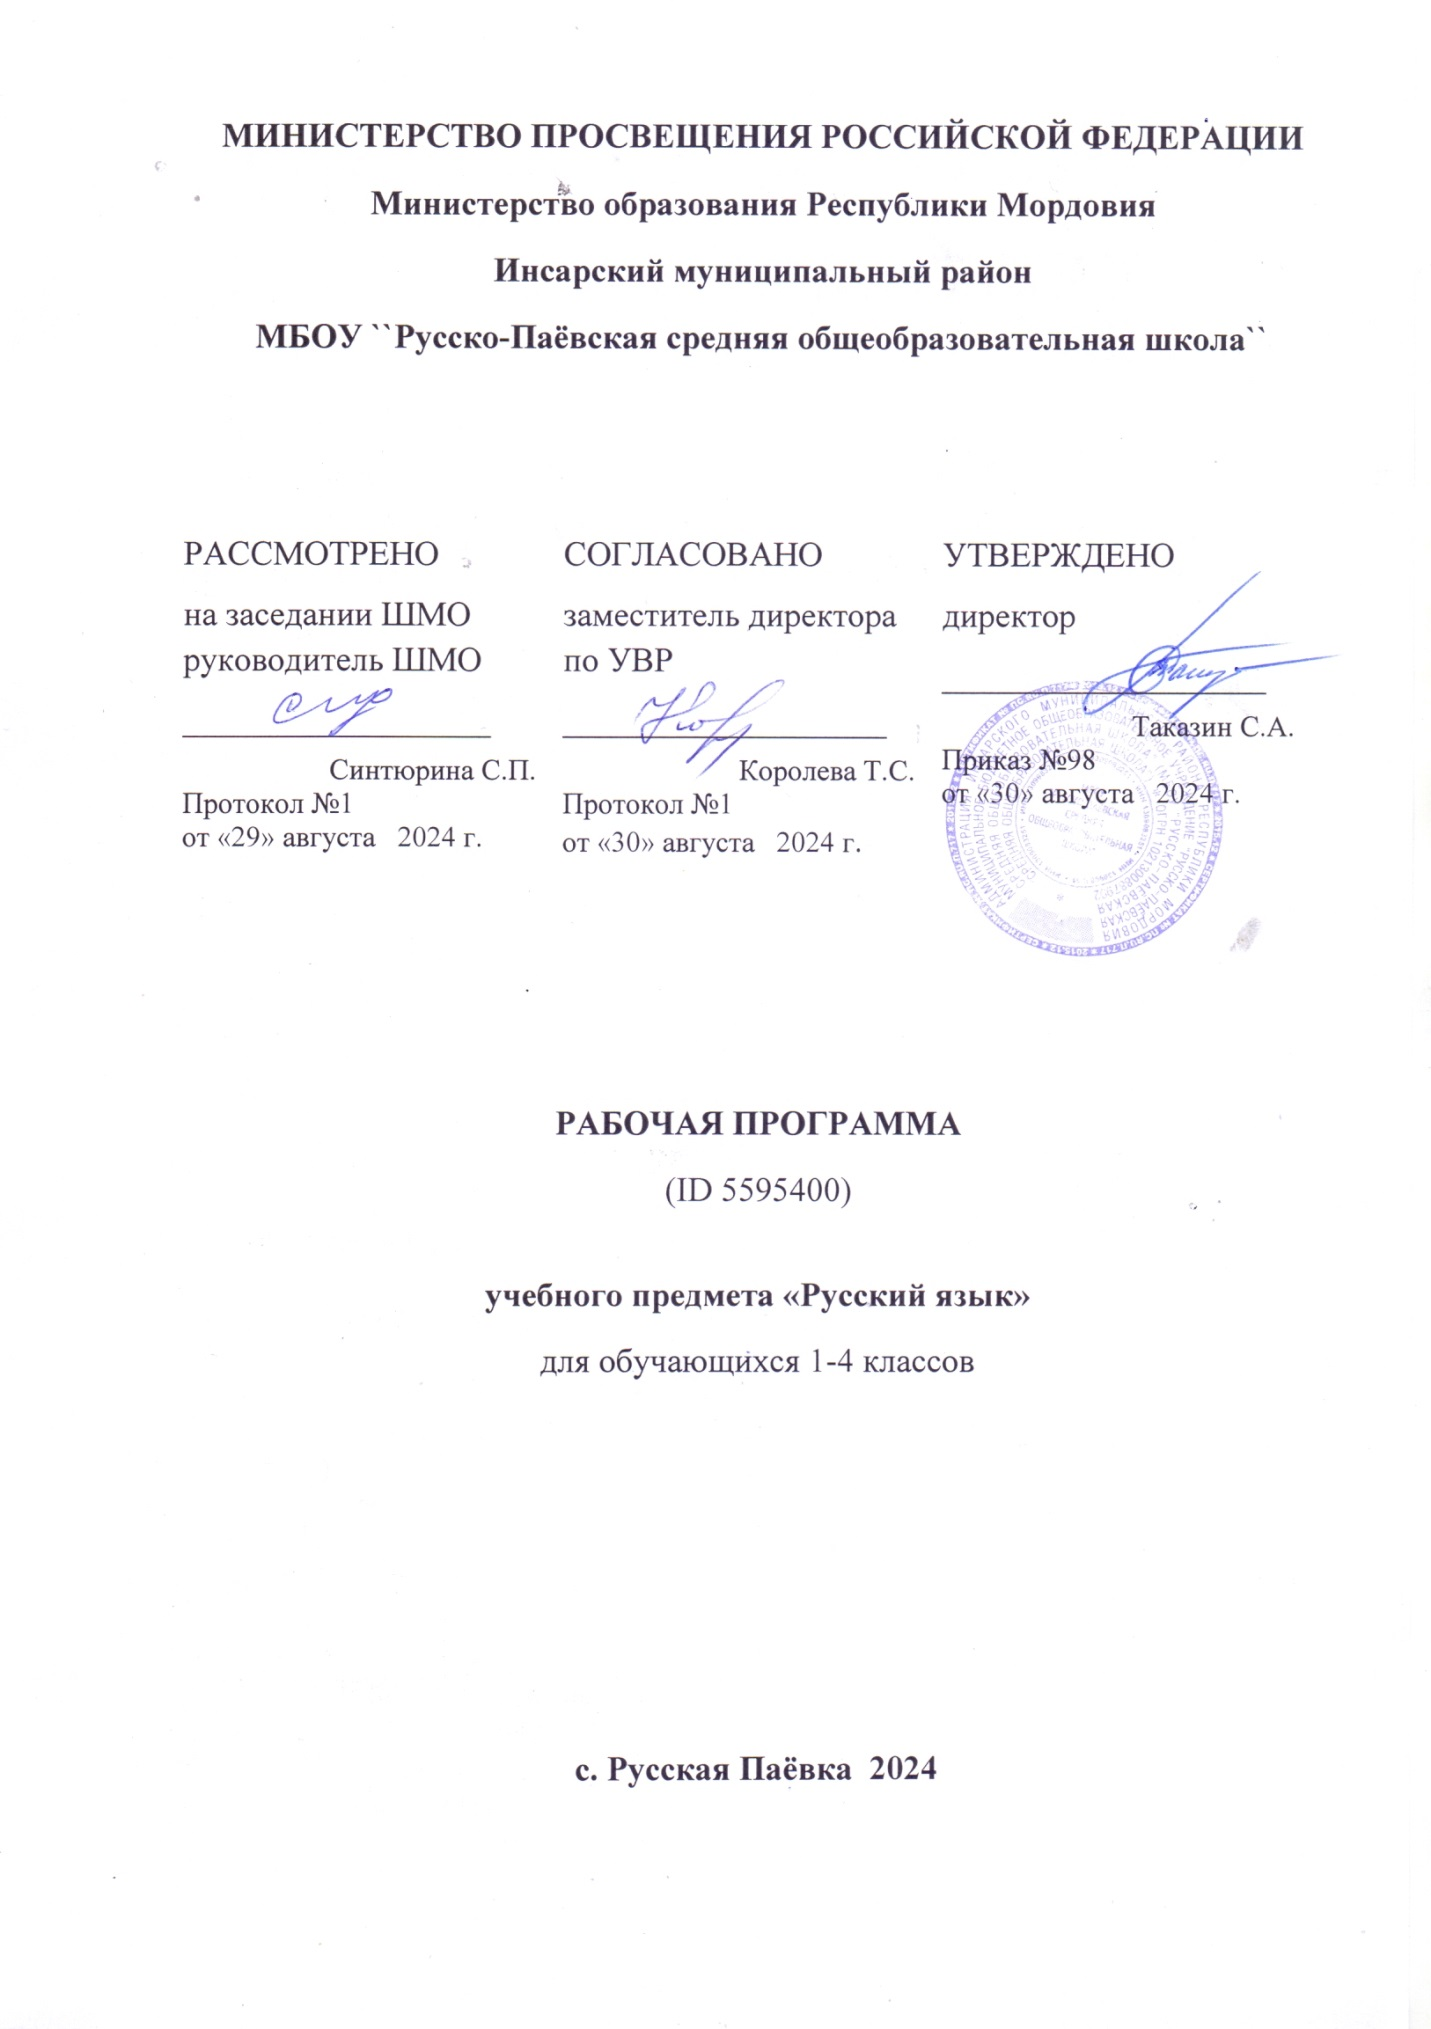 МИНИСТЕРСТВО ПРОСВЕЩЕНИЯ РОССИЙСКОЙ ФЕДЕРАЦИИ
Министерство образования Республики Мордовия
Инсарский муниципальный район
МБОУ ``Русско-Паёвская средняя общеобразовательная школа``
РАССМОТРЕНО
на заседании ШМО
руководитель ШМО
Синтюрина С.П.
Протокол №1
от «29» августа 2024 г.
СОГЛАСОВАНО
заместитель директора
по УВР
Королева Т.С.
Протокол №1
от «30» августа 2024 г.
УТВЕРЖДЕНО
директор
Таказин С.А.
Приказ №98
от «30» августа 2024 г.
РАБОЧАЯ ПРОГРАММА
(ID 5595400)
учебного предмета «Русский язык»
для обучающихся 1-4 классов
с. Русская Паёвка 2024